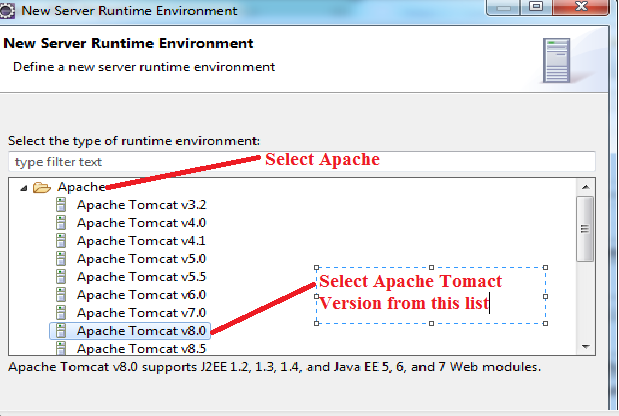 New Server Runtime Environment
New Server Runtime Environment
Define a new server runtime environment
Select the type of runtime environment:
type filter text
Select Apache
Apache
Apache Tomcat v3.2
Apache Tomcat v4.0
Apache Tomcat v4.1
Apache Tomcat v5.0
Apache Tomcat v5.5
Apache Tomcat v6.0
Apache Tomcat v7.0
Apache Tomcat v8.0
Apache Tomcat v8.5
Select Apache Tomact
Version from this list
Apache Tomcat v8.0 supports J2EE 1.2, 1.3, 1.4, and Java EE 5, 6, and 7 Web modules.